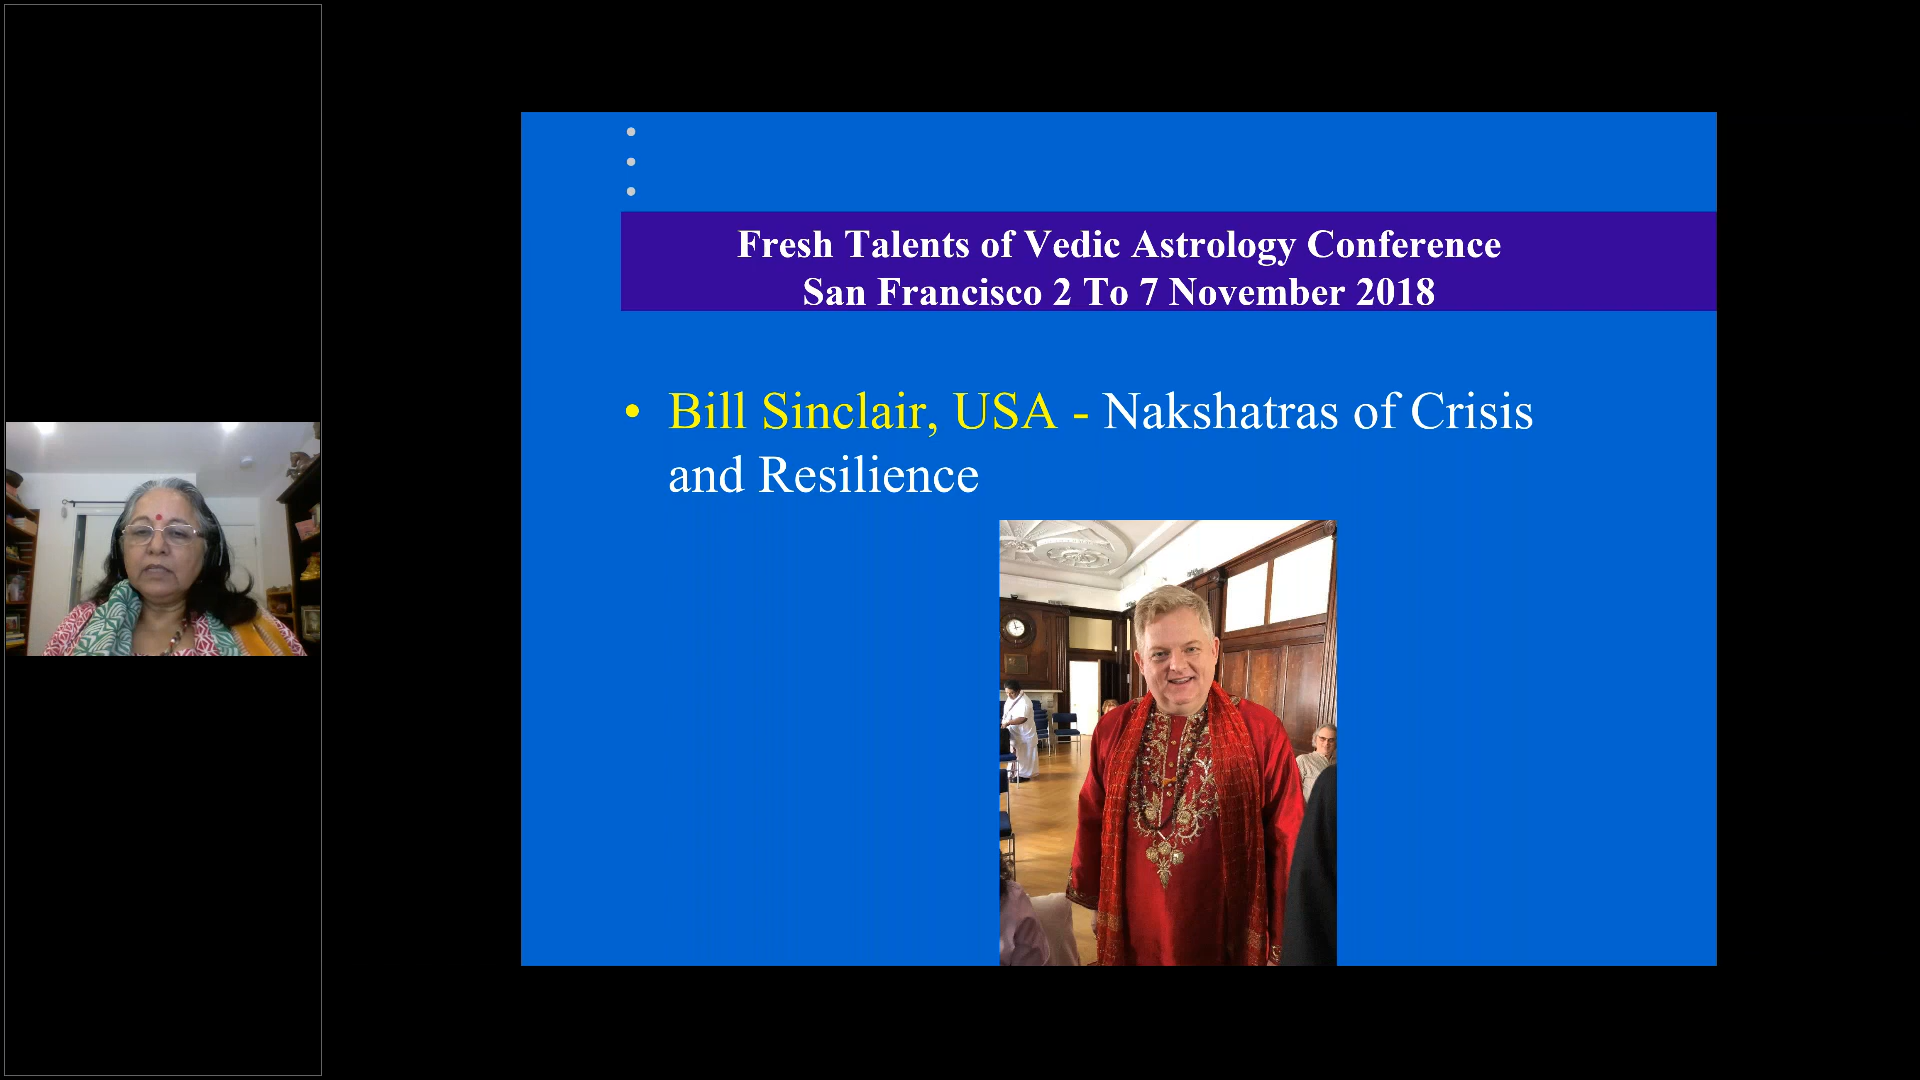 Fresh Talents of Vedic Astrology Conference
San Francisco 2 To 7 November 2018
• Bill Sinclair, USA - Nakshatras of Crisis
and Resilience